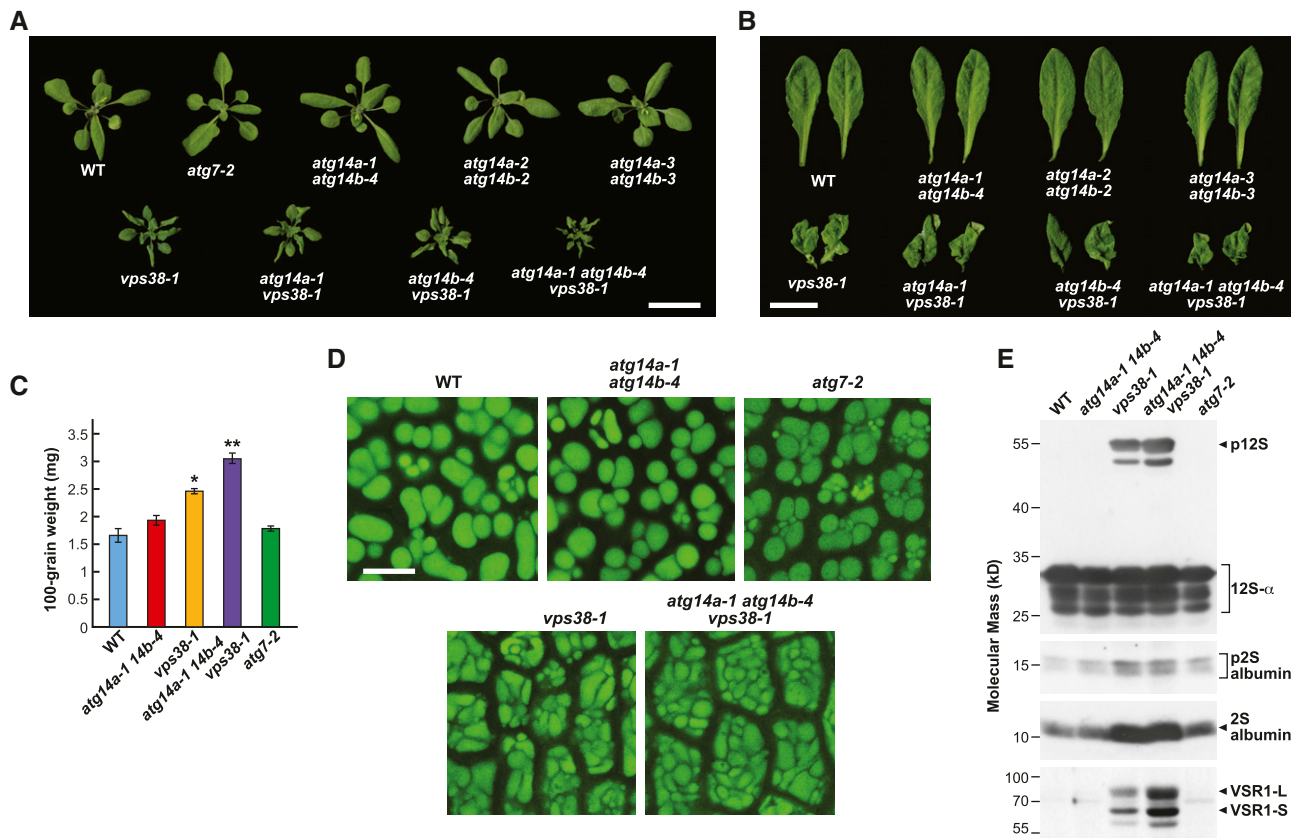 A
WT
atg7-2
atg14a-1
atg14b-4
atg14a-2
atg14b-2
atg14a-3
atg14b-3
vps38-1
atg14a-1
vps38-1
atg14b-4
vps38-1
atg14a-1 atg14b-4
vps38-1
B
WT
atg14a-1
atg14b-4
atg14a-2
atg14b-2
atg14a-3
atg14b-3
vps38-1
atg14a-1
vps38-1
atg14b-4
vps38-1
atg14a-1 atg14b-4
vps38-1
C
100-grain weight (mg)
3.5
3
2.5
2
1.5
1
0.5
0
*
**
WT
atg14a-1 14b-4
vps38-1
atg14a-1 14b-4
vps38-1
atg7-2
D
WT
atg14a-1
atg14b-4
atg7-2
vps38-1
atg14a-1 atg14b-4
vps38-1
E
WT
atg14a-1 14b-4
vps38-1
atg14a-1 14b-4
vps38-1
atg7-2
Molecular Mass (kD)
55
40
35
25
15
10
100
70
55
p12S
12S-α
p2S
albumin
2S
albumin
VSR1-L
VSR1-S